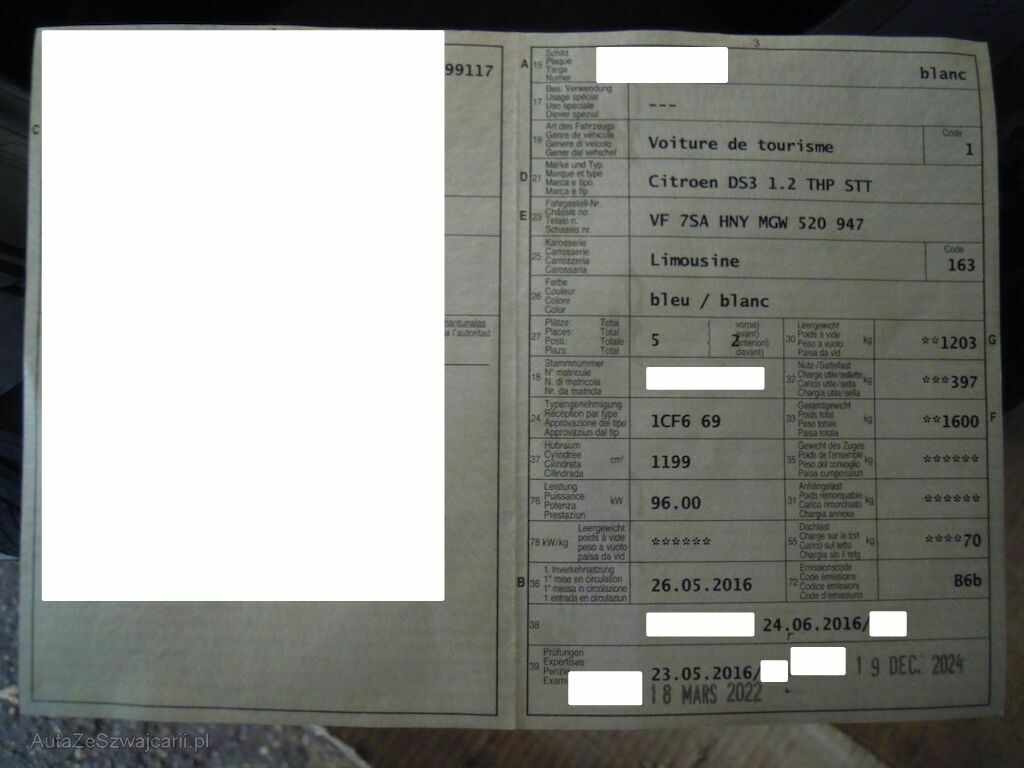 99117
C
antunalas
a l'autoritad
3
A 15 Schild
Plaque
Targa
Numer
blanc
17 Bes. Verwendung
Usage spécial
Uso speciale
Diever spezial
---
19 Art des Fahrzeugs
Genre de véhicule
Genere di veicolo
Gener dal vehichel
Voiture de tourisme
Code
1
D 21 Marke und Typ
Marque et type
Marca e tipo
Marca e tip
Citroen DS3 1.2 THP STT
E 23 Fahrgestell-Nr.
Châssis no
Telaio n.
Schassis nr.
VF 7SA HNY MGW 520 947
25 Karosserie
Carrosserie
Carrozzeria
Carossaria
Limousine
Code
163
26 Farbe
Couleur
Colore
Colur
bleu / blanc
27 Plätze: Total
Places: Total
Posti: Totale
Plazs: Total
5
vorne)
avant)
anteriori)
davant)
2
30 Leergewicht
Poids à vide
Peso a vuoto
Paisa da vid
kg
**1203
G
18 Stammnummer
N° matricule
N. di matricola
Nr. da matricla
32 Nutz-/Sattellast
Charge utile/sellette
Carico utile/sella
Chargia utila/sella
kg
***397
24 Typengenehmigung
Réception par type
Approvazione del tipo
Approvaziun dal tip
1CF6 69
33 Gesamtgewicht
Poids total
Peso totale
Paisa totala
kg
**1600
F
37 Hubraum
Cylindrée
Cilindrata
Cilindrada
cm³
1199
35 Gewicht des Zuges
Poids de l'ensemble
Peso del convoglio
Paisa cumposiziun
kg
******
76 Leistung
Puissance
Potenza
Prestaziun
kW
96.00
31 Anhängelast
Poids remorquable
Carico rimorchiato
Chargia annexa
kg
******
78 kW/kg Leergewicht
poids à vide
peso a vuoto
paisa da vid
******
55 Dachlast
Charge sur le toit
Carico sul tetto
Chargia sin il tetg
kg
****70
B 36 1. Inverkehrsetzung
1re mise en circulation
1a messa in circolazione
1. entrada en circulaziun
26.05.2016
72 Emissionscode
Code émissions
Codice emissioni
Code d'emissiuns
B6b
38
24.06.2016/
39 Prüfungen
Expertises
Perizie
Exam
23.05.2016/
19 DEC. 2024
18 MARS 2022
AutaZeSzwajcarii.pl